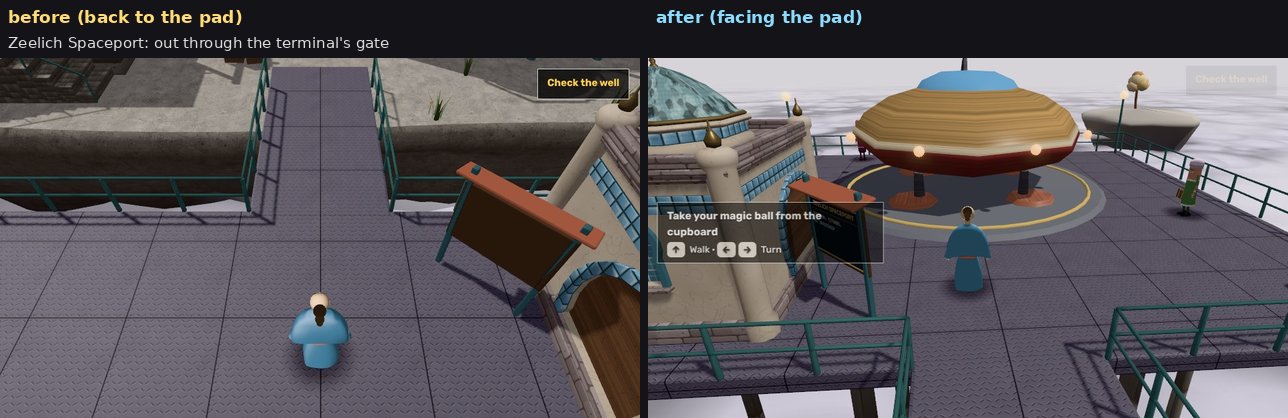 before (back to the pad)
Zeelich Spaceport: out through the terminal's gate
Check the well
after (facing the pad)
Check the well
Take your magic ball from the
cupboard
↑ Walk · ← → Turn